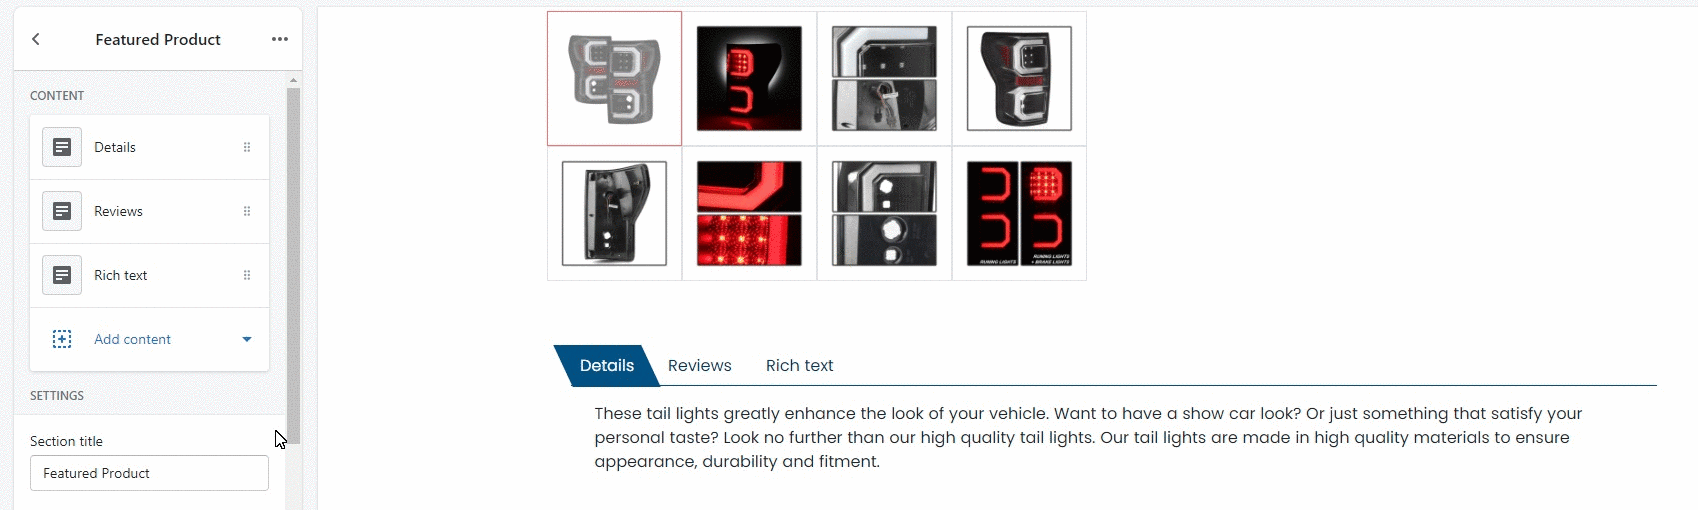 Featured Product
CONTENT
Details
Reviews
Rich text
Add content
SETTINGS
Section title
Featured Product
RUNING LIGHTS
RUNING LIGHTS
+ BRAKE LIGHTS
Details
Reviews
Rich text
These tail lights greatly enhance the look of your vehicle. Want to have a show car look? Or just something that satisfy your
personal taste? Look no further than our high quality tail lights. Our tail lights are made in high quality materials to ensure
appearance, durability and fitment.